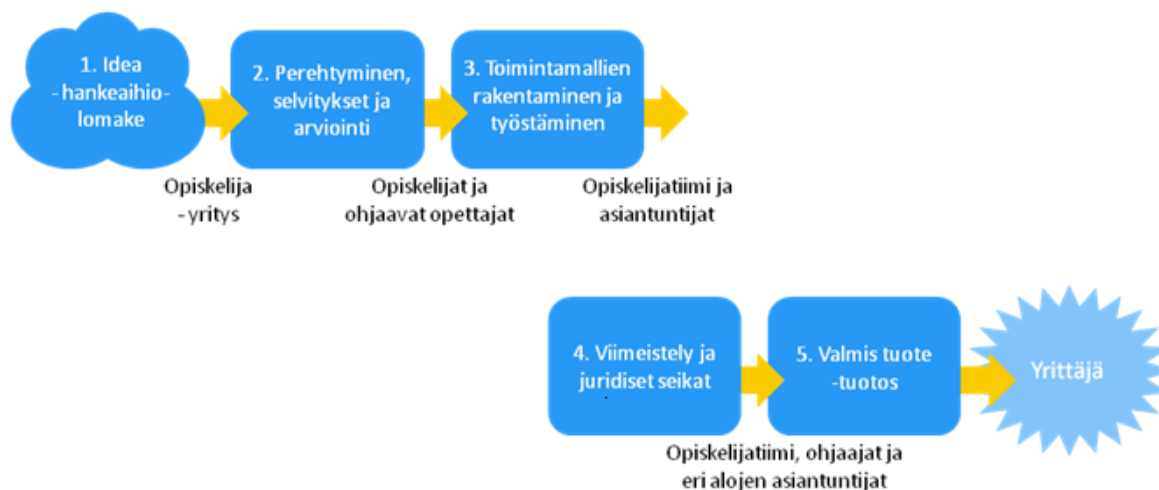 1. Idea
-hankeaihio-
lomake
2. Perehtyminen,
selvitykset ja
arviointi
3. Toimintamallien
rakentaminen ja
työstäminen
Opiskelija
-yritys
Opiskelijat ja
ohjaavat opettajat
Opiskelijatiimi ja
asiantuntijat
4. Viimeistely ja
juridiset seikat
.
5. Valmis tuote
-tuotos
Yrittäjä
Opiskelijatiimi, ohjaajat ja
eri alojen asiantuntijat